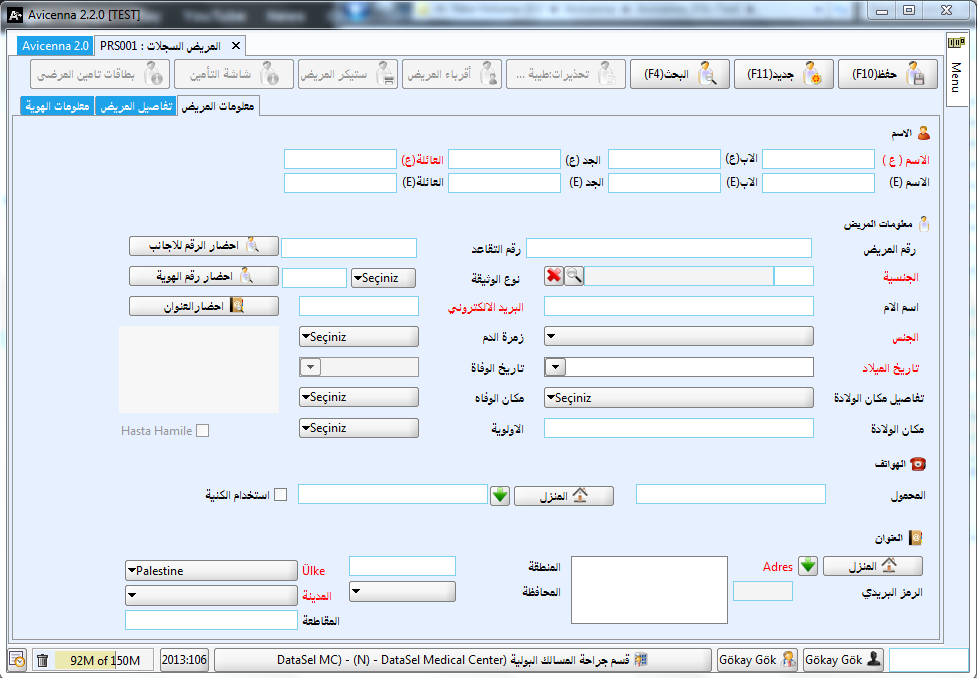 Avicenna 2.2.0 [TEST]
Avicenna 2.0
PRS001 : المريض السجلات
Menu
حفظ(F10)
جديد(F11)
البحث(F4)
تحذيرات:طيبة ...
أقرباء المريض
ستيكر المريض
شاشة التأمين
بطاقات تامين المرضى
معلومات المريض
تفاصيل المريض
معلومات الهوية
الاسم
الاسم ( ع )
الاب(ع)
الجد (ع)
العائلة(ع)
الاسم (E)
الاب(E)
الجد (E)
العائلة(E)
معلومات المريض
رقم المريض
رقم التقاعد
احضار الرقم للاجانب
الجنسية
نوع الوثيقة
Seçiniz
احضار رقم الهوية
اسم الام
البريد الالكتروني
احضارالعنوان
الجنس
زمرة الدم
Seçiniz
تاريخ الميلاد
تاريخ الوفاة
تفاصيل مكان الولادة
Seçiniz
مكان الوفاه
Seçiniz
مكان الولادة
الاولوية
Seçiniz
Hasta Hamile
الهواتف
المحمول
المنزل
استخدام الكنية
العنوان
المنزل
Adres
المنطقة
Ülke
Palestine
الرمز البريدي
المحافظة
المدينة
المقاطعة
92M of 150M
2013:106
DataSel MC) - (N) - DataSel Medical Center) قسم جراحة المسالك البولية
Gökay Gök
Gökay Gök